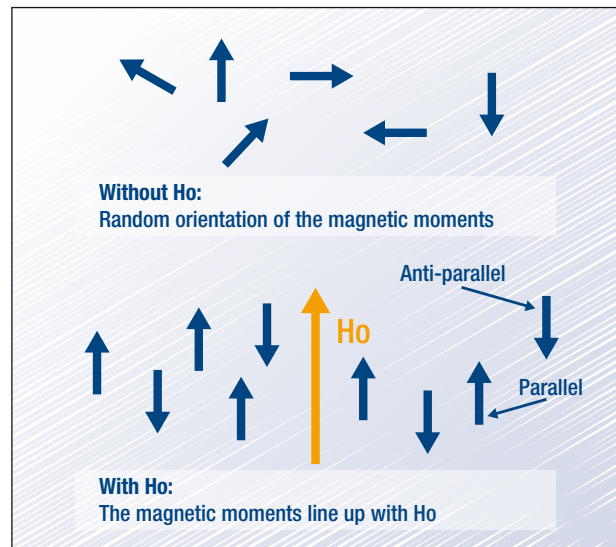 Without Ho:
Random orientation of the magnetic moments
Anti-parallel
Ho
Parallel
With Ho:
The magnetic moments line up with Ho